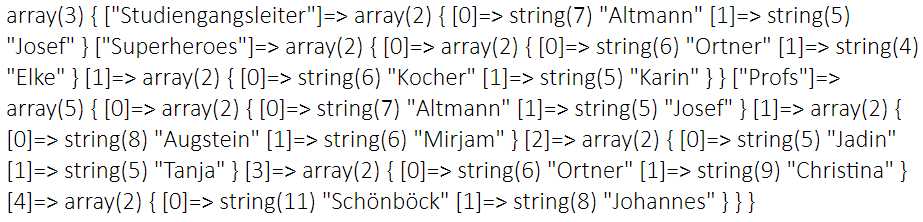 array(3) { ["Studiengangsleiter"]=> array(2) { [0]=> string(7) "Altmann" [1]=> string(5)
"Josef" } ["Superheroes"]=> array(2) { [0]=> array(2) { [0]=> string(6) "Ortner" [1]=> string(4)
"Elke" } [1]=> array(2) { [0]=> string(6) "Kocher" [1]=> string(5) "Karin" } } ["Profs"]=>
array(5) { [0]=> array(2) { [0]=> string(7) "Altmann" [1]=> string(5) "Josef" } [1]=> array(2) {
[0]=> string(8) "Augstein" [1]=> string(6) "Mirjam" } [2]=> array(2) { [0]=> string(5) "Jadin"
[1]=> string(5) "Tanja" } [3]=> array(2) { [0]=> string(6) "Ortner" [1]=> string(9) "Christina" }
[4]=> array(2) { [0]=> string(11) "Schönböck" [1]=> string(8) "Johannes" } } }